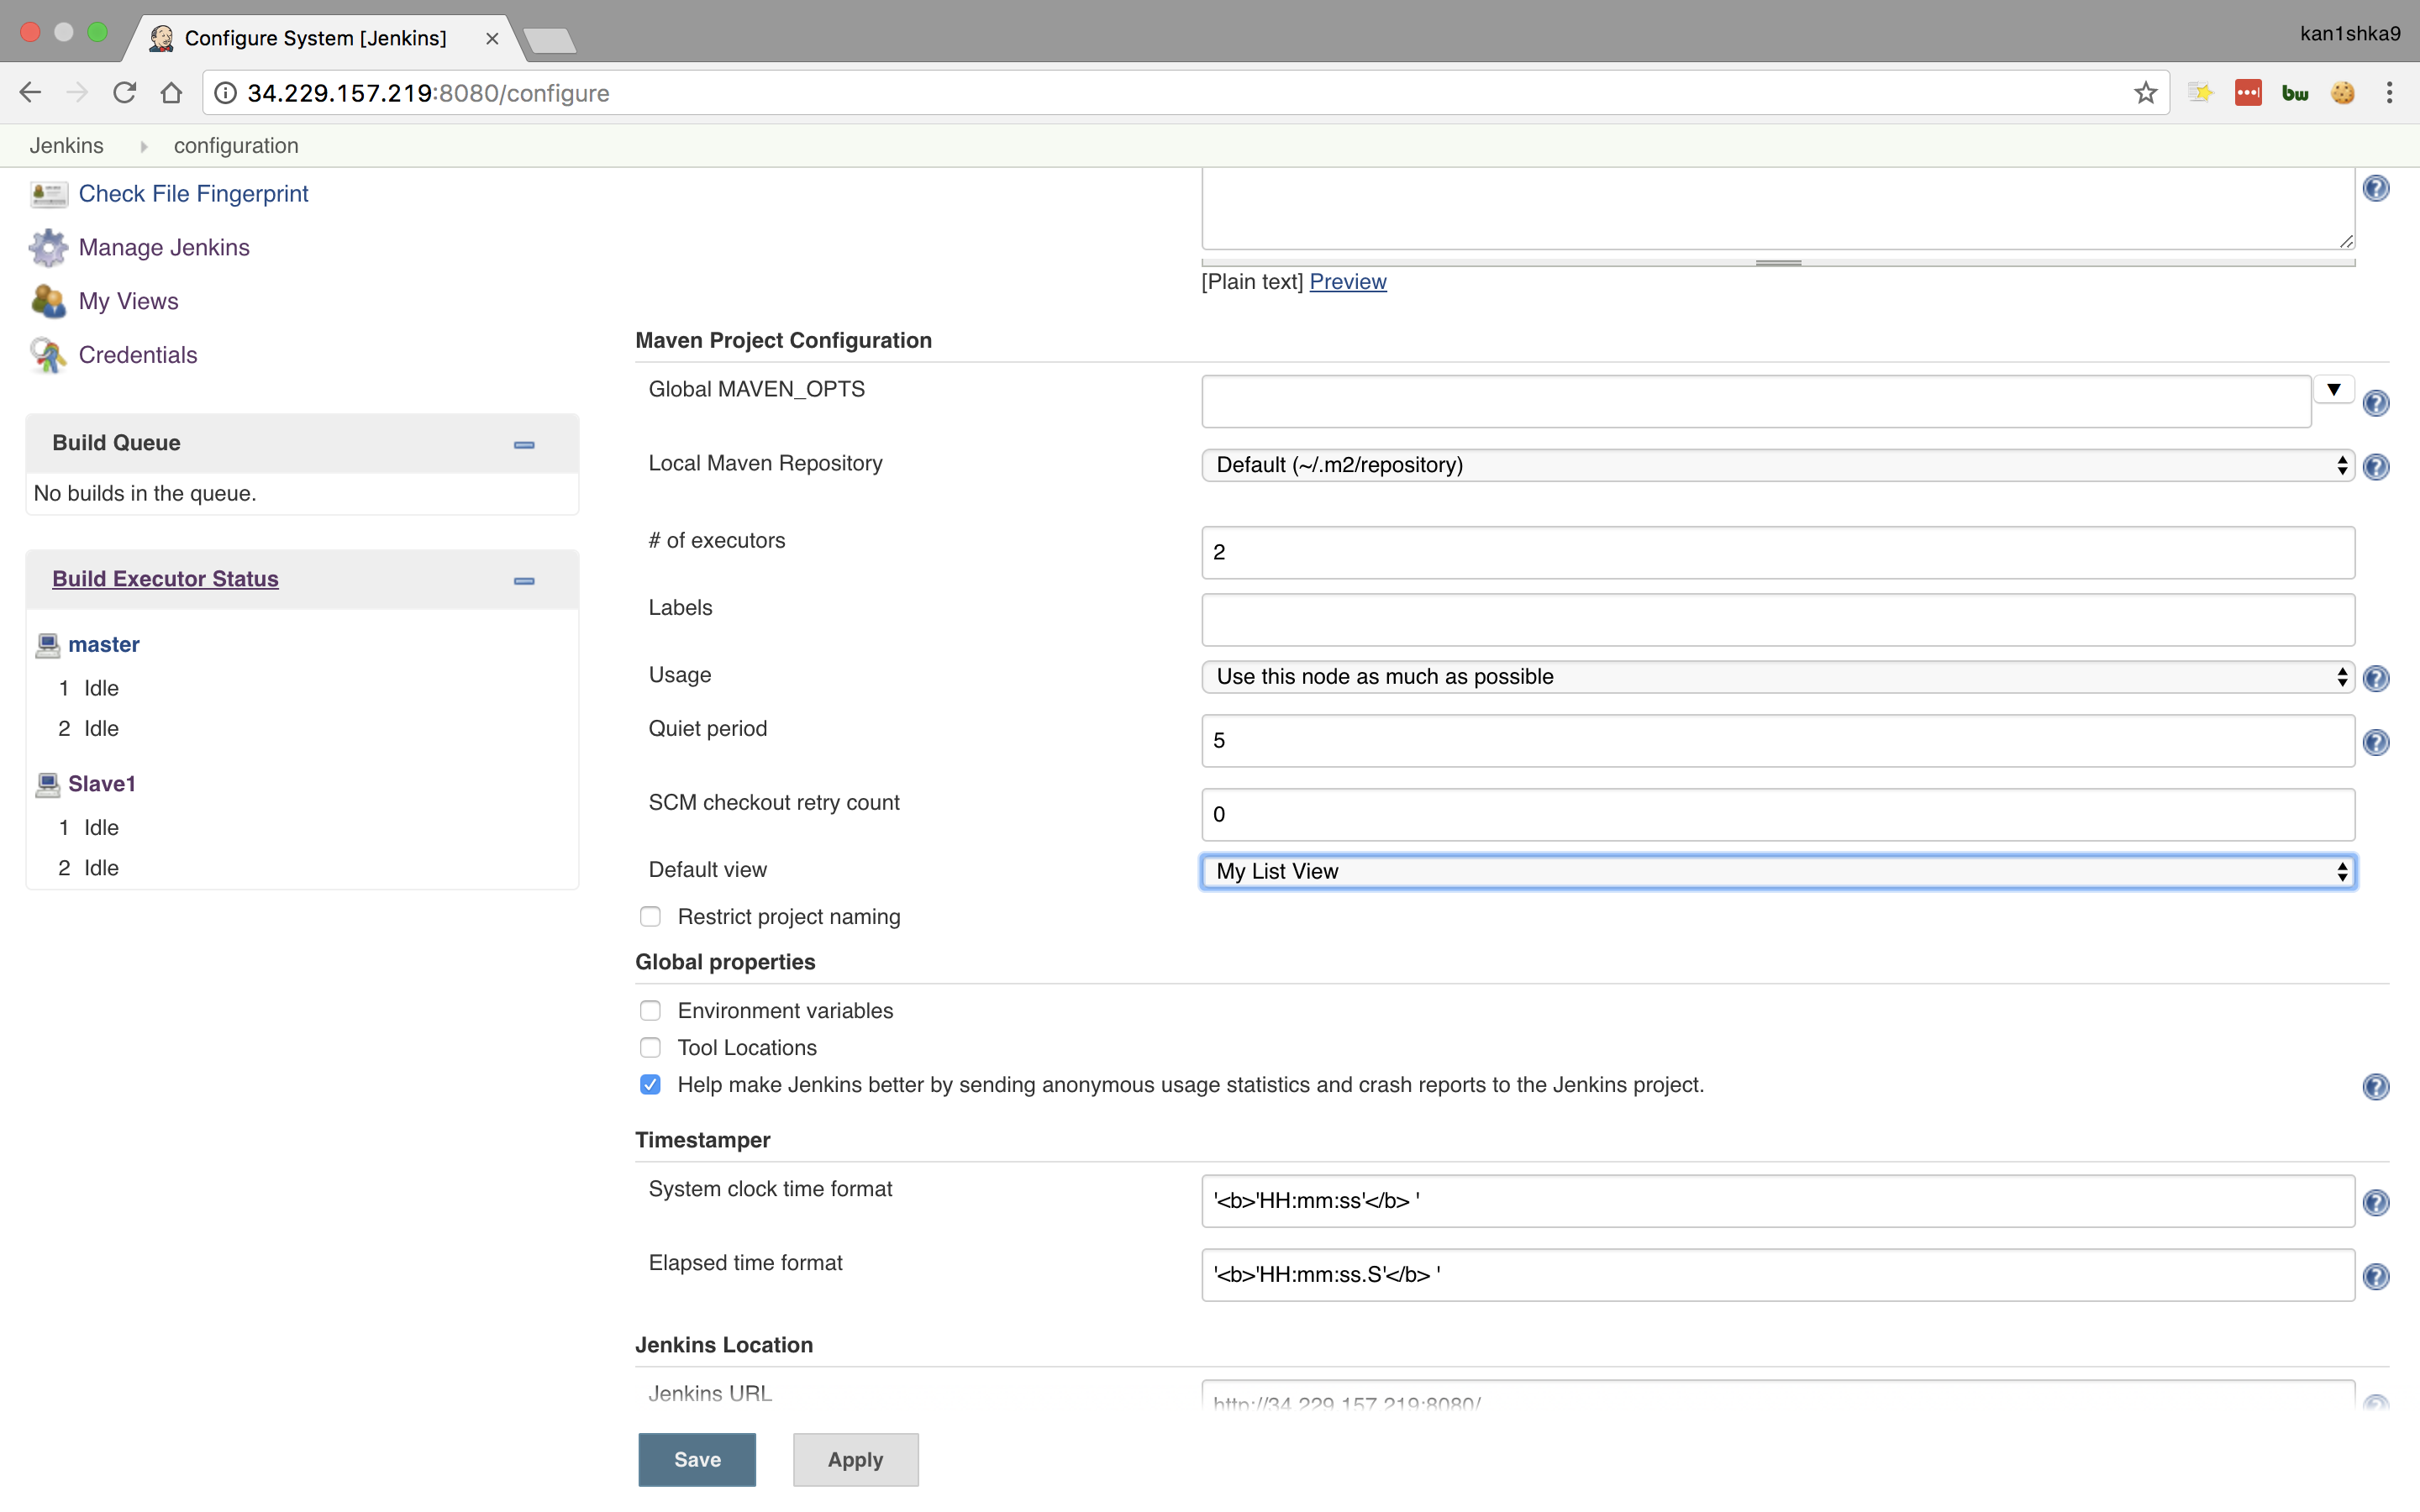 Configure System [Jenkins]
kan1shka9
34.229.157.219:8080/configure
bw
Jenkins
configuration
Check File Fingerprint
Manage Jenkins
My Views
Credentials
Build Queue
No builds in the queue.
Build Executor Status
master
1 Idle
2 Idle
Slave1
1 Idle
2 Idle
[Plain text] Preview
Maven Project Configuration
Global MAVEN_OPTS
Local Maven Repository
Default (~/.m2/repository)
# of executors
2
Labels
Usage
Use this node as much as possible
Quiet period
5
SCM checkout retry count
0
Default view
My List View
Restrict project naming
Global properties
Environment variables
Tool Locations
Help make Jenkins better by sending anonymous usage statistics and crash reports to the Jenkins project.
Timestamper
System clock time format
'<b>'HH:mm:ss'</b> '
Elapsed time format
'<b>'HH:mm:ss.S'</b> '
Jenkins Location
Jenkins URL
http://34.229.157.219:8080/
Save
Apply